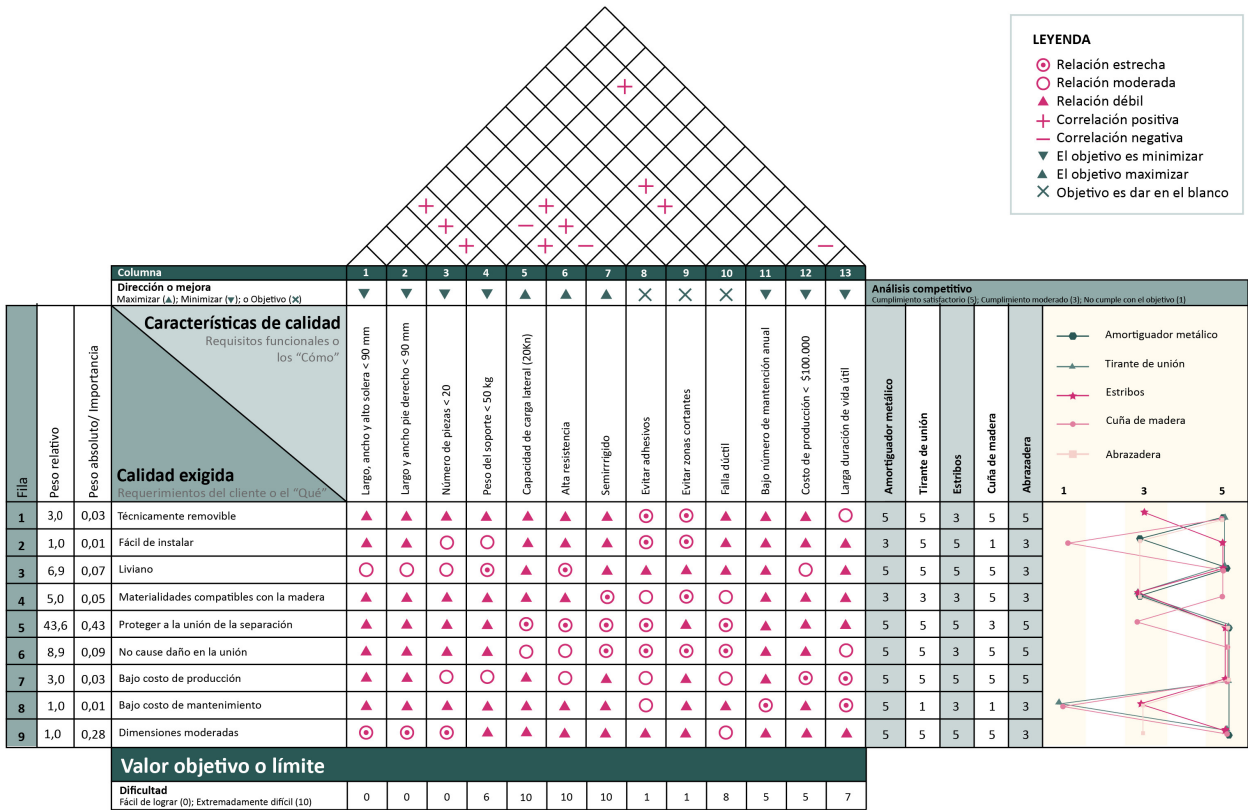 LEYENDA
Relación estrecha
Relación moderada
Relación débil
Correlación positiva
Correlación negativa
El objetivo es minimizar
El objetivo maximizar
Objetivo es dar en el blanco
Columna 1 2 3 4 5 6 7 8 9 10 11 12 13
Dirección o mejora
Maximizar (▲); Minimizar (▼); o Objetivo (✕)
Análisis competitivo
Cumplimiento satisfactorio (5); Cumplimiento moderado (3); No cumple con el objetivo (1)
Fila
Peso relativo
Peso absoluto/ Importancia
Características de calidad
Requisitos funcionales o
los "Cómo"
Calidad exigida
Requerimientos del cliente o el "Qué"
Largo, ancho y alto solera < 90 mm
Largo y ancho pie derecho < 90 mm
Número de piezas < 20
Peso del soporte < 50 kg
Capacidad de carga lateral (20Kn)
Alta resistencia
Semirrrígido
Evitar adhesivos
Evitar zonas cortantes
Falla dúctil
Bajo número de mantención anual
Costo de producción < $100.000
Larga duración de vida útil
Amortiguador metálico
Tirante de unión
Estribos
Cuña de madera
Abrazadera
Amortiguador metálico
Tirante de unión
Estribos
Cuña de madera
Abrazadera
1 3 5
1 3,0 0,03 Técnicamente removible 5 5 3 5 5
2 1,0 0,01 Fácil de instalar 3 5 5 1 3
3 6,9 0,07 Liviano 5 5 5 5 3
4 5,0 0,05 Materialidades compatibles con la madera 3 3 3 5 3
5 43,6 0,43 Proteger a la unión de la separación 5 5 5 3 5
6 8,9 0,09 No cause daño en la unión 5 5 3 5 5
7 3,0 0,03 Bajo costo de producción 5 5 5 5 5
8 1,0 0,01 Bajo costo de mantenimiento 5 1 3 1 3
9 1,0 0,28 Dimensiones moderadas 5 5 5 5 3
Valor objetivo o límite
Dificultad
Fácil de lograr (0); Extremadamente difícil (10)
0 0 0 6 10 10 10 1 1 8 5 5 7